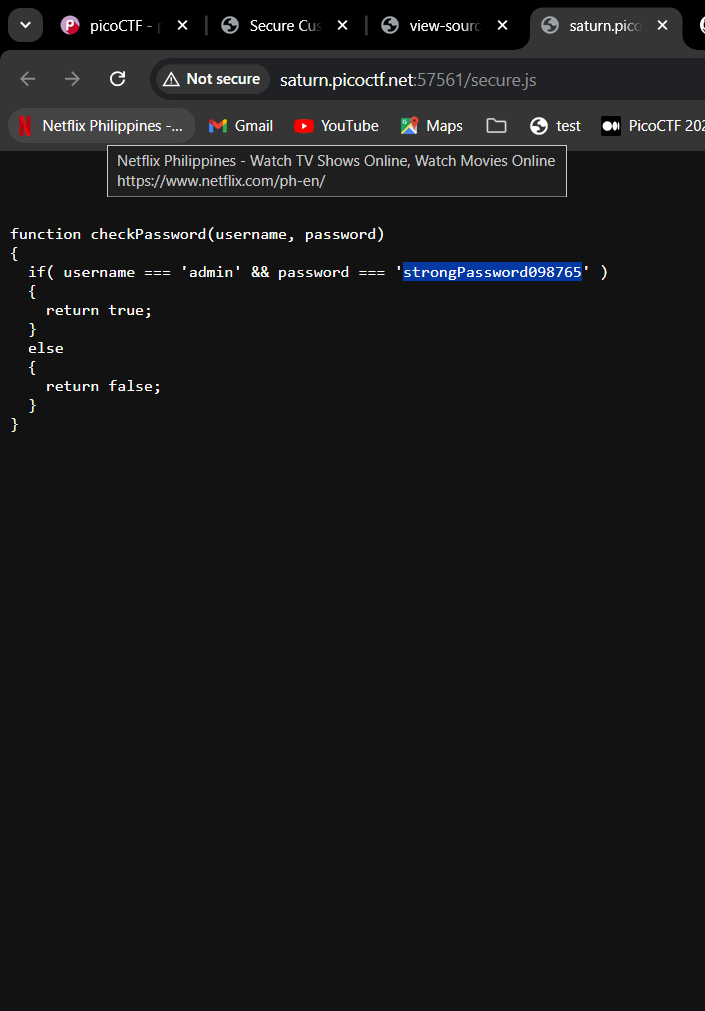 picoCTF - p
Secure Cus
view-sourc
saturn.pico
Not secure
saturn.picoctf.net:57561/secure.js
Netflix Philippines -...
Gmail
YouTube
Maps
test
PicoCTF 202
Netflix Philippines - Watch TV Shows Online, Watch Movies Online
https://www.netflix.com/ph-en/
function checkPassword(username, password)
{
  if( username === 'admin' && password === 'strongPassword098765' )
  {
    return true;
  }
  else
  {
    return false;
  }
}